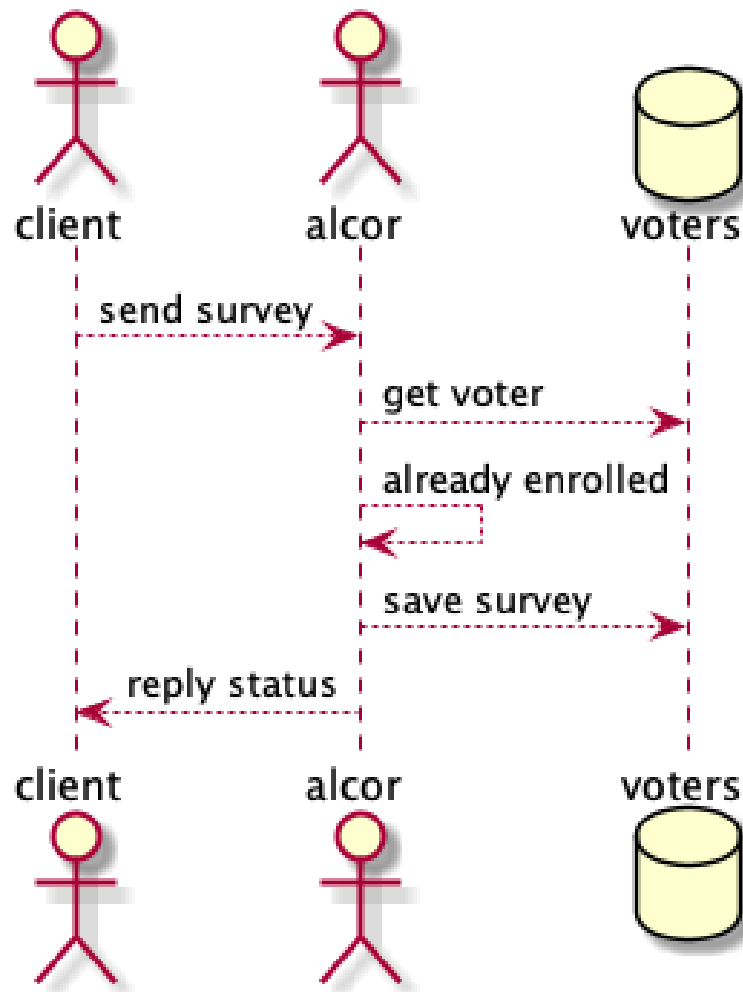 client alcor voters
send survey
get voter
already enrolled
save survey
reply status
client alcor voters